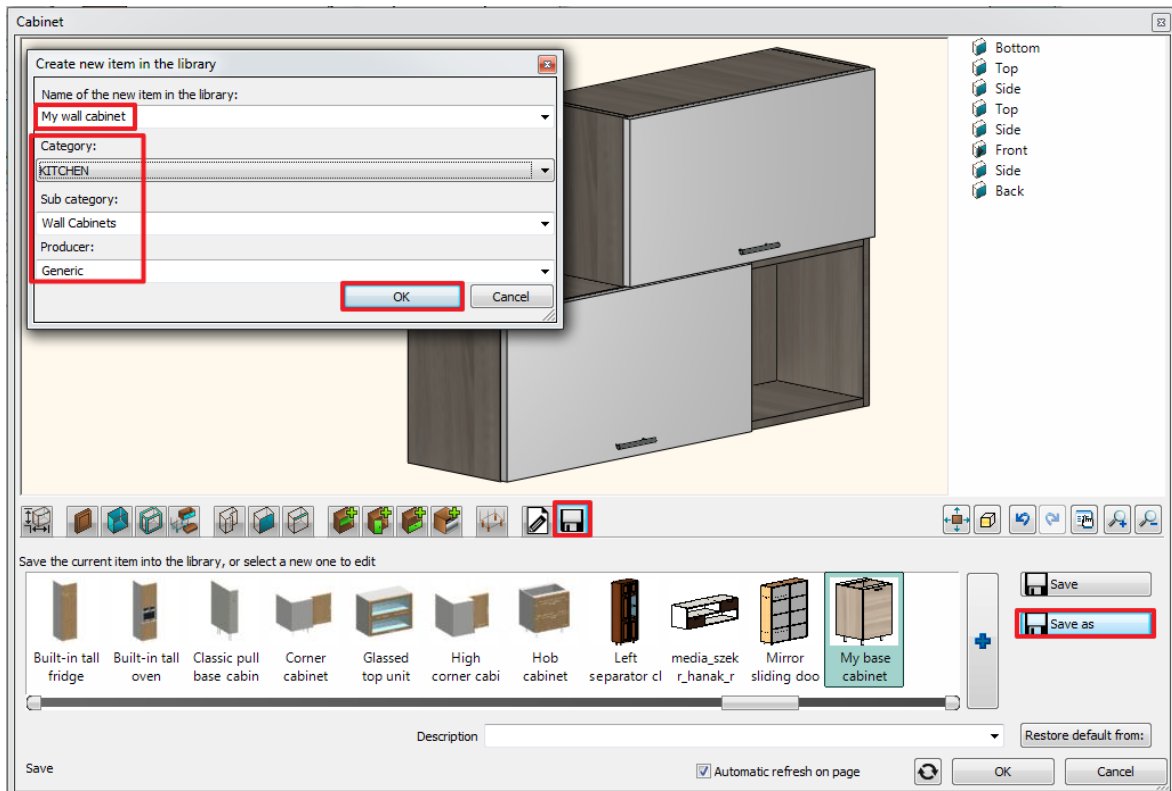 Cabinet
Create new item in the library
Name of the new item in the library:
My wall cabinet
Category:
KITCHEN
Sub category:
Wall Cabinets
Producer:
Generic
OK
Cancel
Bottom
Top
Side
Top
Side
Front
Side
Back
Save the current item into the library, or select a new one to edit
Built-in tall
fridge
Built-in tall
oven
Classic pull
base cabin
Corner
cabinet
Glassed
top unit
High
corner cabi
Hob
cabinet
Left
separator cl
media_szek
r_hanak_r
Mirror
sliding doo
My base
cabinet
Save
Save as
Description
Restore default from:
Save
Automatic refresh on page
OK
Cancel